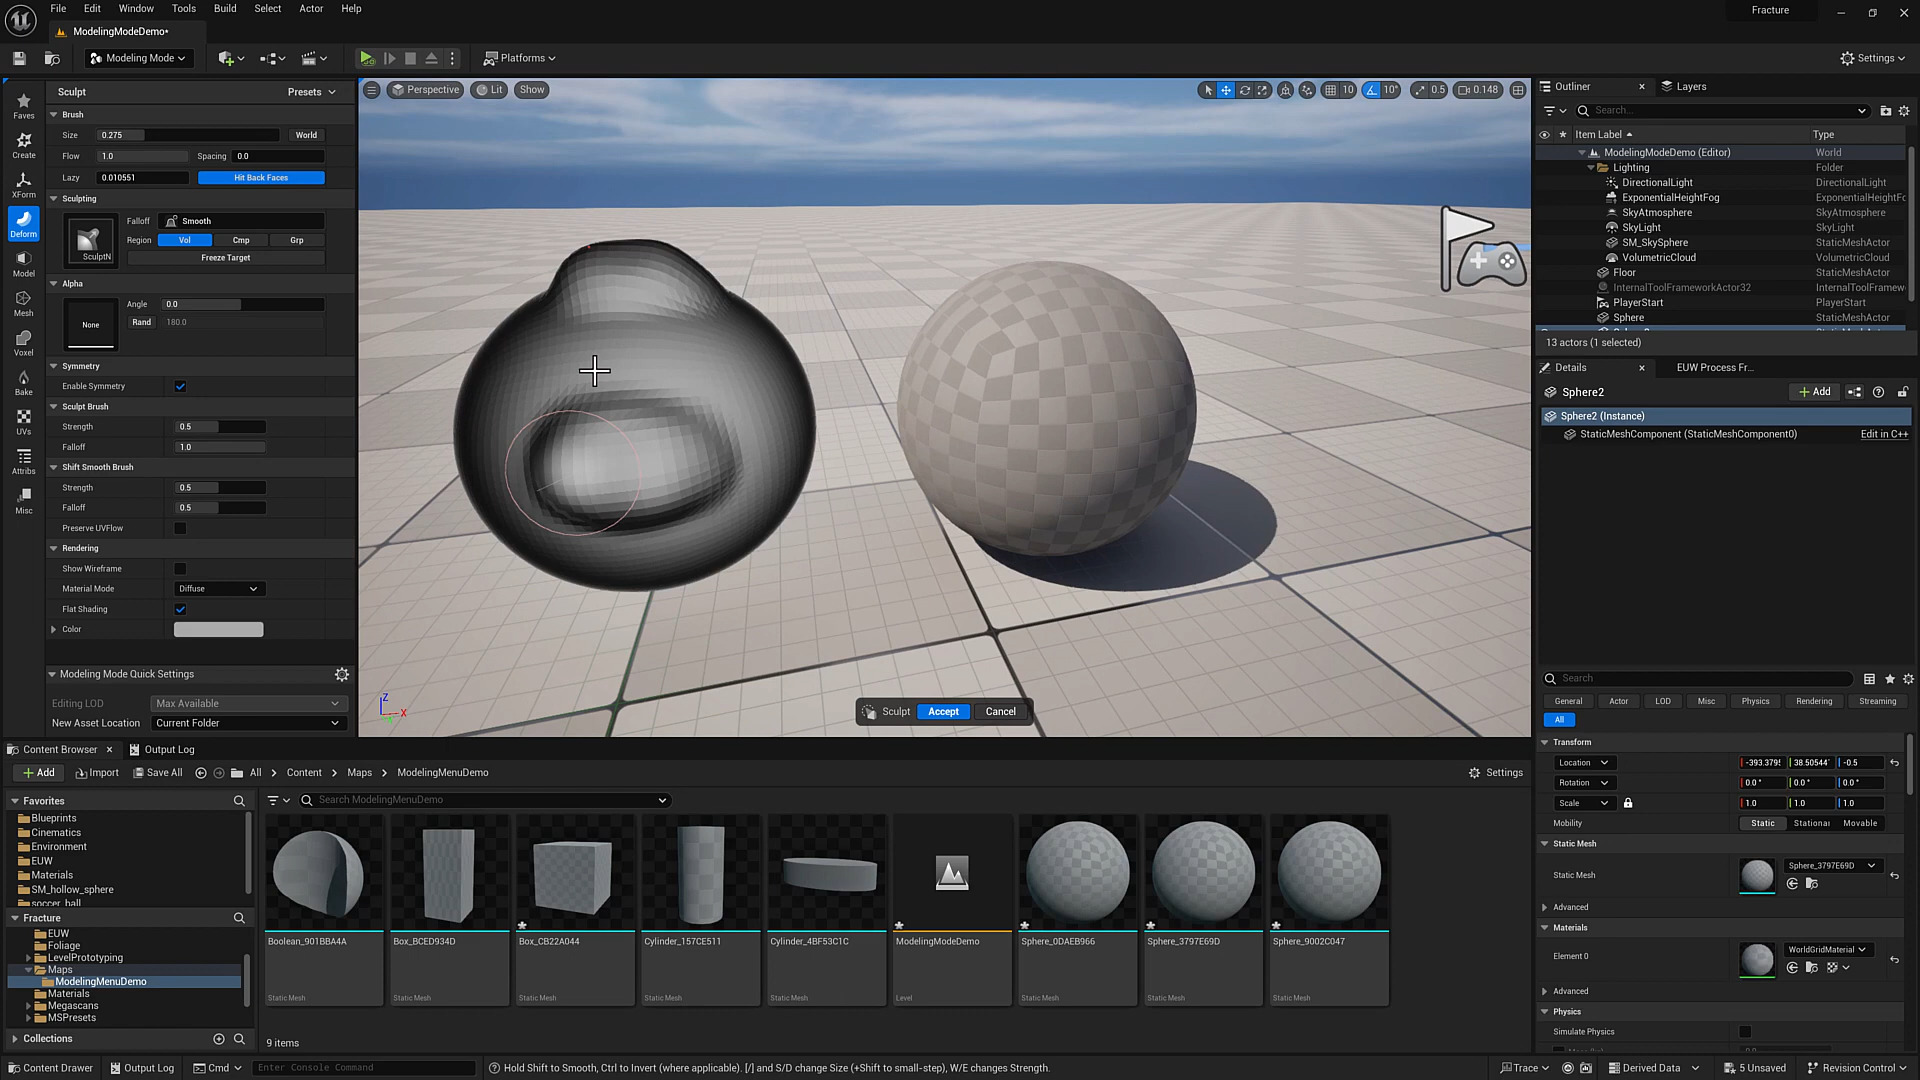 File Edit Window Tools Build Select Actor Help
Fracture
ModelingModeDemo*
Modeling Mode
Platforms
Settings
Sculpt
Presets
Faves
Create
XForm
Deform
Model
Mesh
Voxel
Bake
UVs
Attribs
Misc
Brush
Size 0.275 World
Flow 1.0 Spacing 0.0
Lazy 0.010551 Hit Back Faces
Sculpting
SculptN
Falloff Smooth
Region Vol Cmp Grp
Freeze Target
Alpha
None
Angle 0.0
Rand 180.0
Symmetry
Enable Symmetry
Sculpt Brush
Strength 0.5
Falloff 1.0
Shift Smooth Brush
Strength 0.5
Falloff 0.5
Preserve UVFlow
Rendering
Show Wireframe
Material Mode Diffuse
Flat Shading
Color
Modeling Mode Quick Settings
Editing LOD Max Available
New Asset Location Current Folder
Perspective Lit Show
10 10° 0.5 0.148
Z
X
Sculpt Accept Cancel
Outliner Layers
Search...
Item Label Type
ModelingModeDemo (Editor) World
Lighting Folder
DirectionalLight DirectionalLight
ExponentialHeightFog ExponentialHeightFo
SkyAtmosphere SkyAtmosphere
SkyLight SkyLight
SM_SkySphere StaticMeshActor
VolumetricCloud VolumetricCloud
Floor StaticMeshActor
InternalToolFrameworkActor32 InternalToolFramew
PlayerStart PlayerStart
Sphere StaticMeshActor
13 actors (1 selected)
Details EUW Process Fr...
Sphere2 Add
Sphere2 (Instance)
StaticMeshComponent (StaticMeshComponent0) Edit in C++
Search
General Actor LOD Misc Physics Rendering Streaming
All
Transform
Location -393.379 38.50544 -0.5
Rotation 0.0° 0.0° 0.0°
Scale 1.0 1.0 1.0
Mobility Static Stationar Movable
Static Mesh
Static Mesh Sphere_3797E69D
Advanced
Materials
Element 0 WorldGridMaterial
Advanced
Physics
Simulate Physics
Content Browser Output Log
Add Import Save All All Content Maps ModelingMenuDemo Settings
Favorites
Blueprints
Cinematics
Environment
EUW
Materials
SM_hollow_sphere
soccer_ball
Fracture
EUW
Foliage
LevelPrototyping
Maps
ModelingMenuDemo
Materials
Megascans
MSPresets
Collections
Search ModelingMenuDemo
Boolean_901BBA4A Box_BCED934D Box_CB22A044 Cylinder_157CE511 Cylinder_4BF53C1C ModelingModeDemo Sphere_0DAEB966 Sphere_3797E69D Sphere_9002C047
Static Mesh Static Mesh Static Mesh Static Mesh Static Mesh Level Static Mesh Static Mesh Static Mesh
9 items
Content Drawer Output Log Cmd Enter Console Command Hold Shift to Smooth, Ctrl to Invert (where applicable). [/] and S/D change Size (+Shift to small-step), W/E changes Strength. Trace Derived Data 5 Unsaved Revision Control